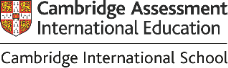 Cambridge Assessment
International Education
Cambridge International School